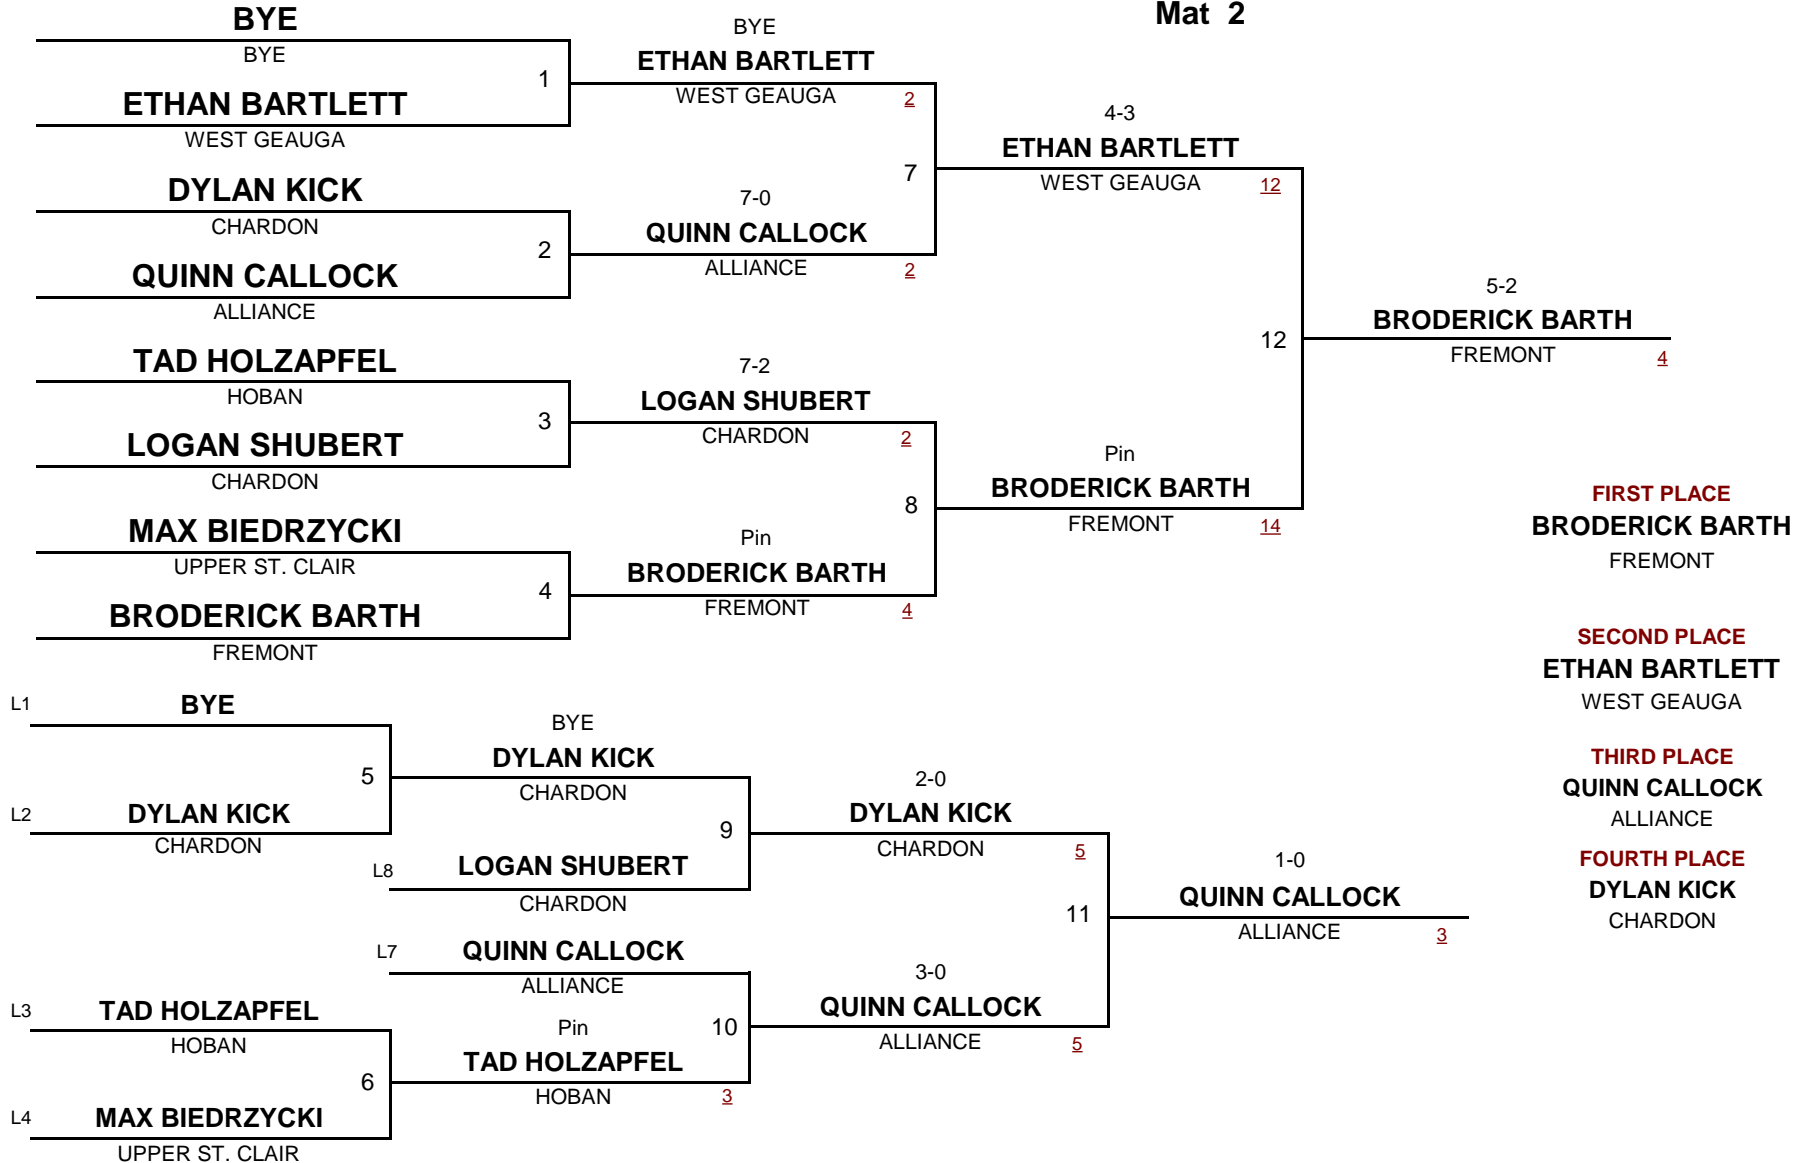 Mat 2
BYE
BYE
1
ETHAN BARTLETT
WEST GEAUGA
DYLAN KICK
CHARDON
2
QUINN CALLOCK
ALLIANCE
TAD HOLZAPFEL
HOBAN
3
LOGAN SHUBERT
CHARDON
MAX BIEDRZYCKI
UPPER ST. CLAIR
4
BRODERICK BARTH
FREMONT
BYE
ETHAN BARTLETT
WEST GEAUGA 2
7
7-0
QUINN CALLOCK
ALLIANCE 2
7-2
LOGAN SHUBERT
CHARDON 2
8
Pin
BRODERICK BARTH
FREMONT 4
4-3
ETHAN BARTLETT
WEST GEAUGA 12
12
Pin
BRODERICK BARTH
FREMONT 14
5-2
BRODERICK BARTH
FREMONT 4
FIRST PLACE
BRODERICK BARTH
FREMONT
SECOND PLACE
ETHAN BARTLETT
WEST GEAUGA
THIRD PLACE
QUINN CALLOCK
ALLIANCE
FOURTH PLACE
DYLAN KICK
CHARDON
L1 BYE
5
L2 DYLAN KICK
CHARDON
L3 TAD HOLZAPFEL
HOBAN
6
L4 MAX BIEDRZYCKI
UPPER ST. CLAIR
BYE
DYLAN KICK
CHARDON
9
L8 LOGAN SHUBERT
CHARDON
L7 QUINN CALLOCK
ALLIANCE
10
Pin
TAD HOLZAPFEL
HOBAN 3
2-0
DYLAN KICK
CHARDON 5
11
3-0
QUINN CALLOCK
ALLIANCE 5
1-0
QUINN CALLOCK
ALLIANCE 3